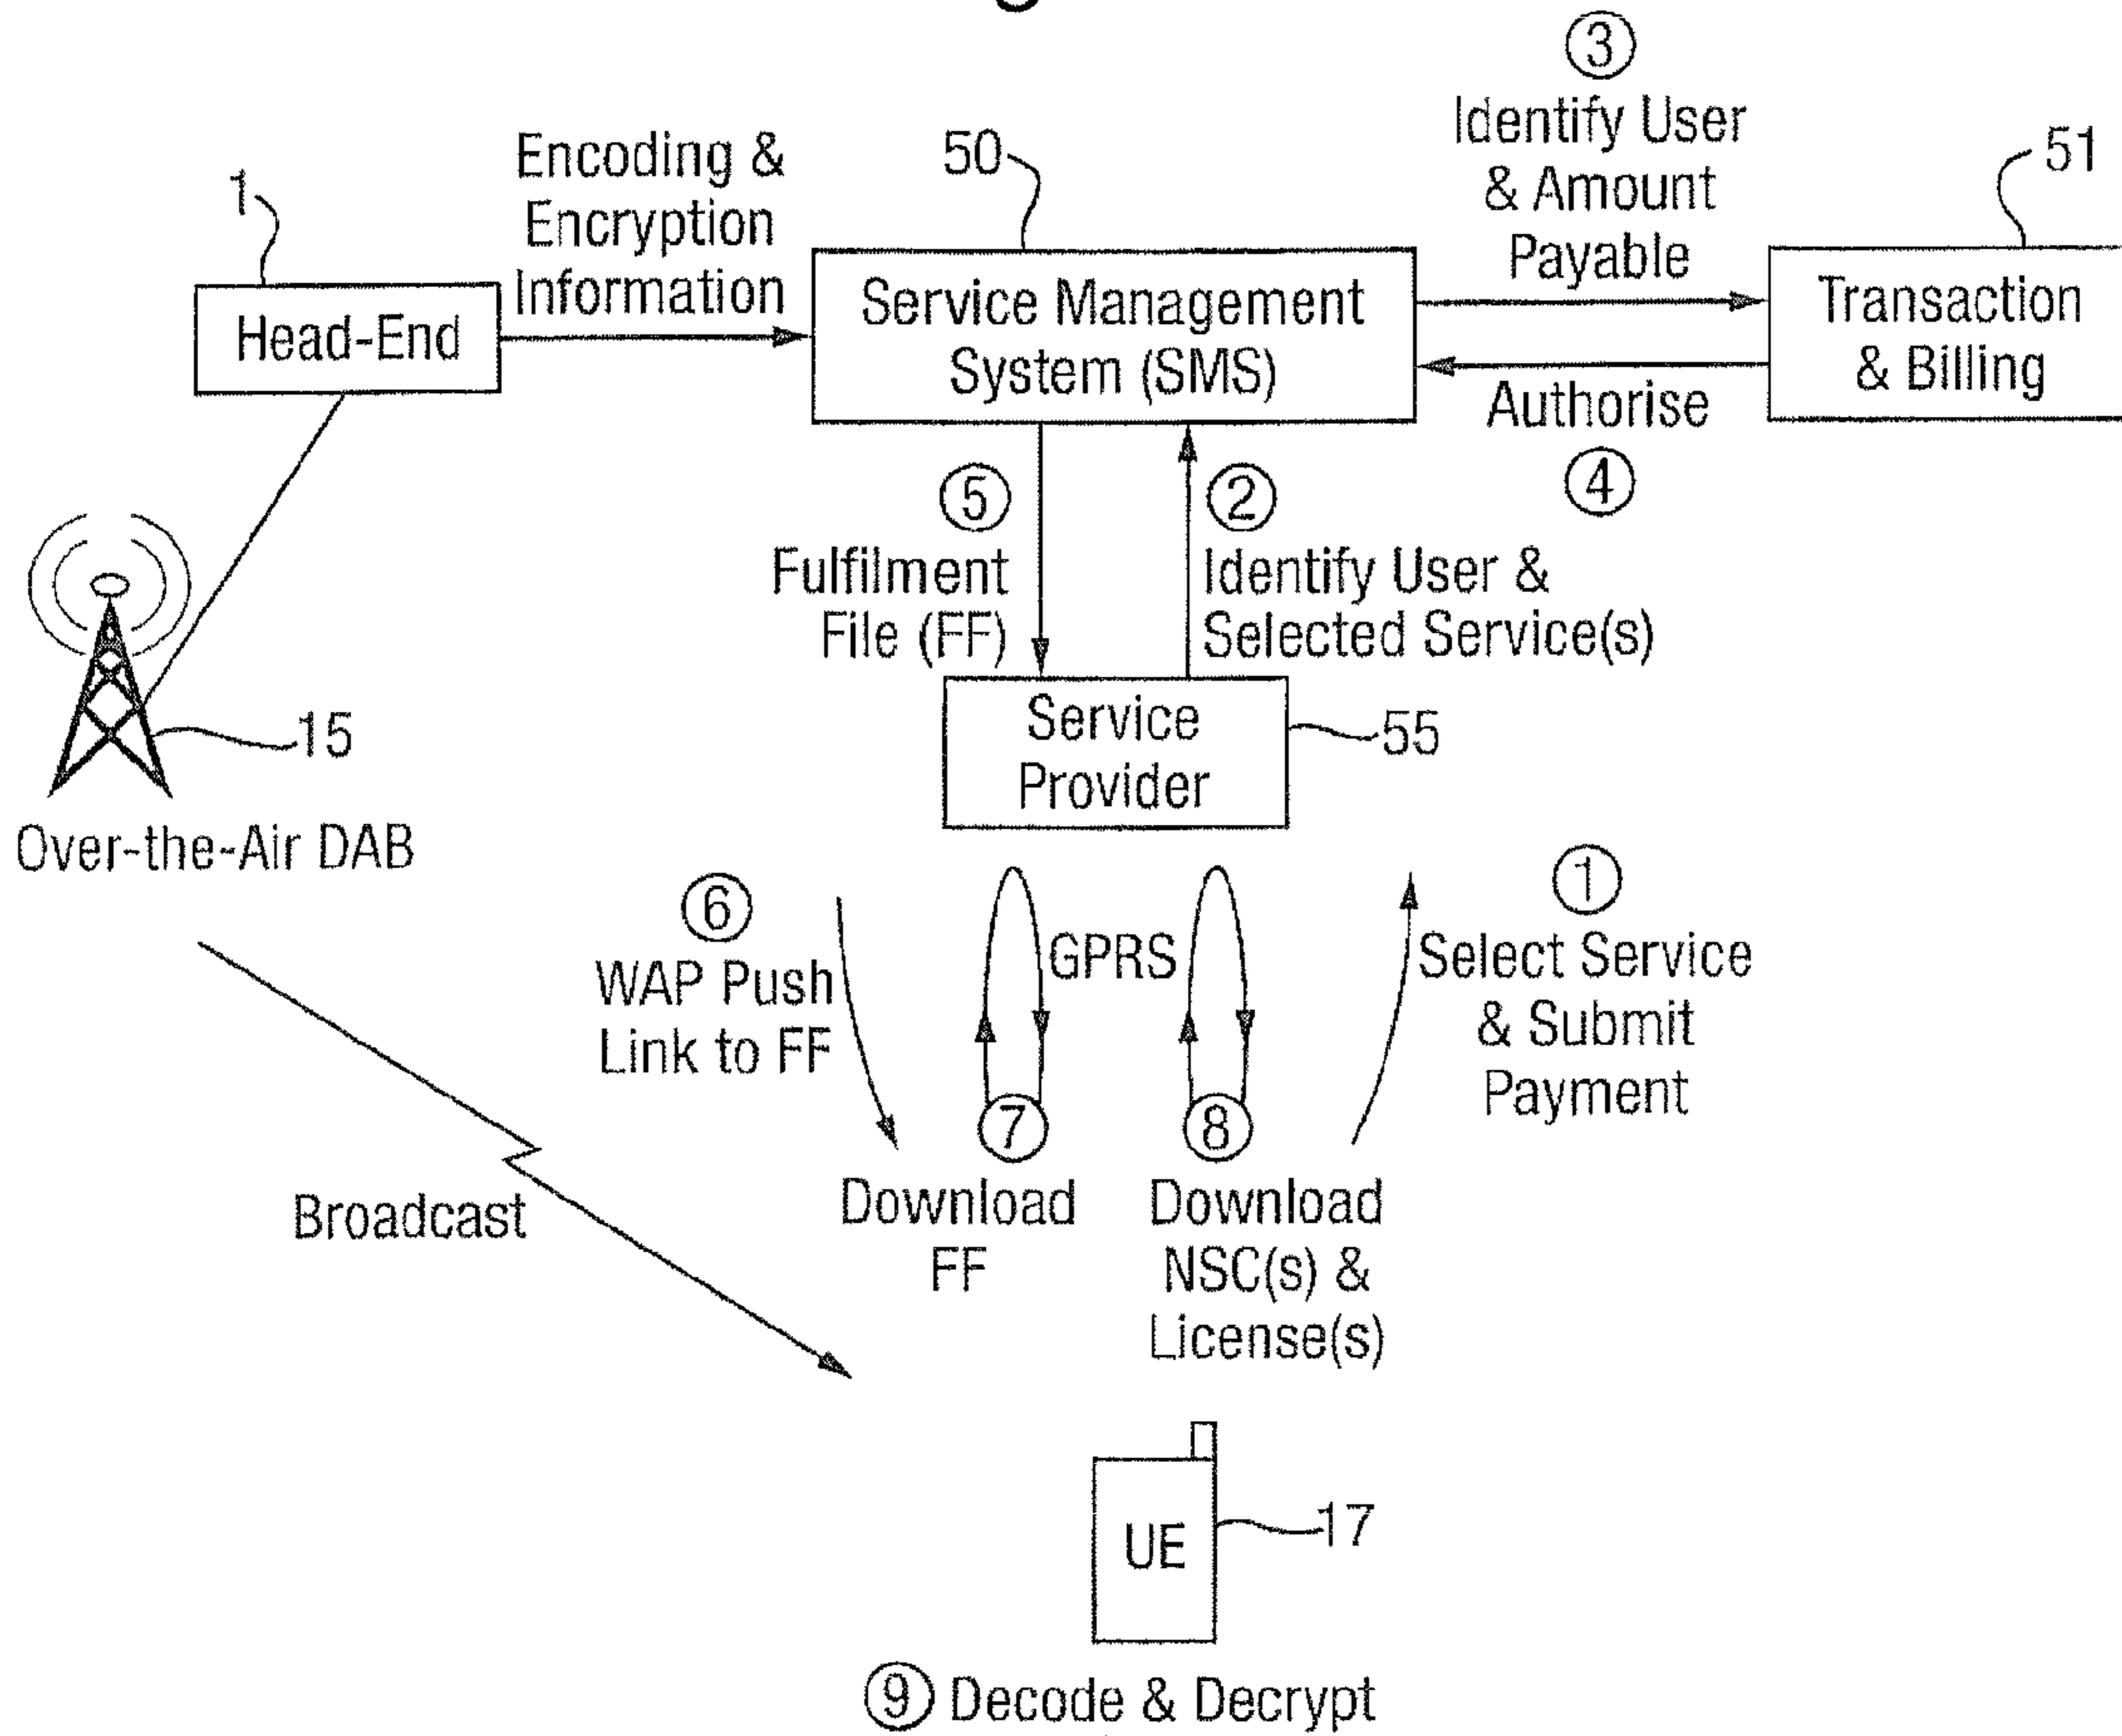 ③
Identify User
& Amount
Payable
Encoding &
Encryption
Information
1
50
51
Head-End
Service Management
System (SMS)
Transaction
& Billing
Authorise
④
⑤
Fulfilment
File (FF)
②
Identify User &
Selected Service(s)
15
Over-the-Air DAB
Service
Provider
55
⑥
WAP Push
Link to FF
GPRS
①
Select Service
& Submit
Payment
⑦
Download
FF
⑧
Download
NSC(s) &
License(s)
Broadcast
UE
17
⑨ Decode & Decrypt